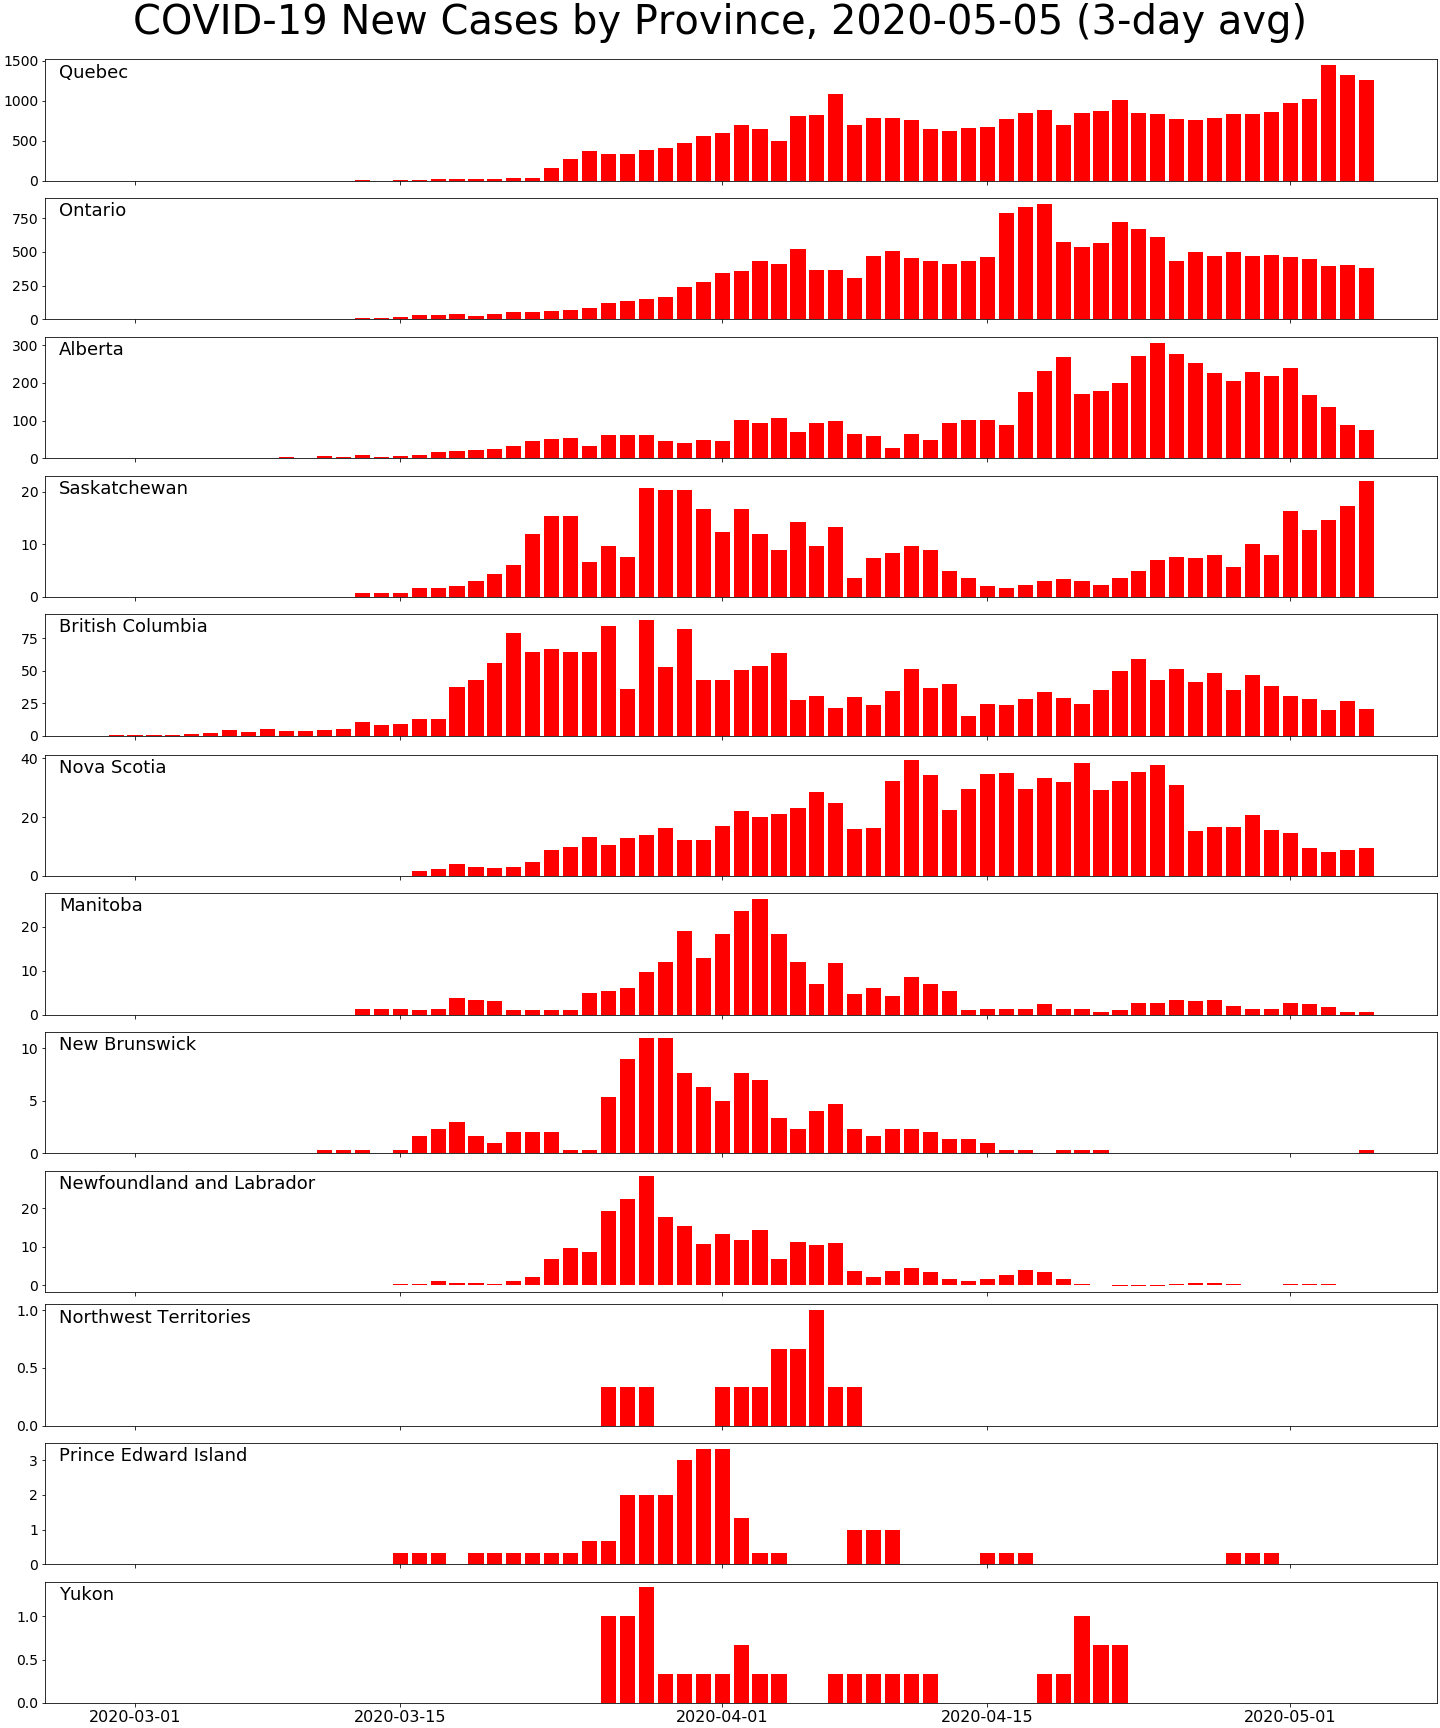 COVID-19 New Cases by Province, 2020-05-05 (3-day avg)
Quebec
1500
1000
500
0
Ontario
750
500
250
0
Alberta
300
200
100
0
Saskatchewan
20
10
0
British Columbia
75
50
25
0
Nova Scotia
40
20
0
Manitoba
20
10
0
New Brunswick
10
5
0
Newfoundland and Labrador
20
10
0
Northwest Territories
1.0
0.5
0.0
Prince Edward Island
3
2
1
0
Yukon
1.0
0.5
0.0
2020-03-01 2020-03-15 2020-04-01 2020-04-15 2020-05-01